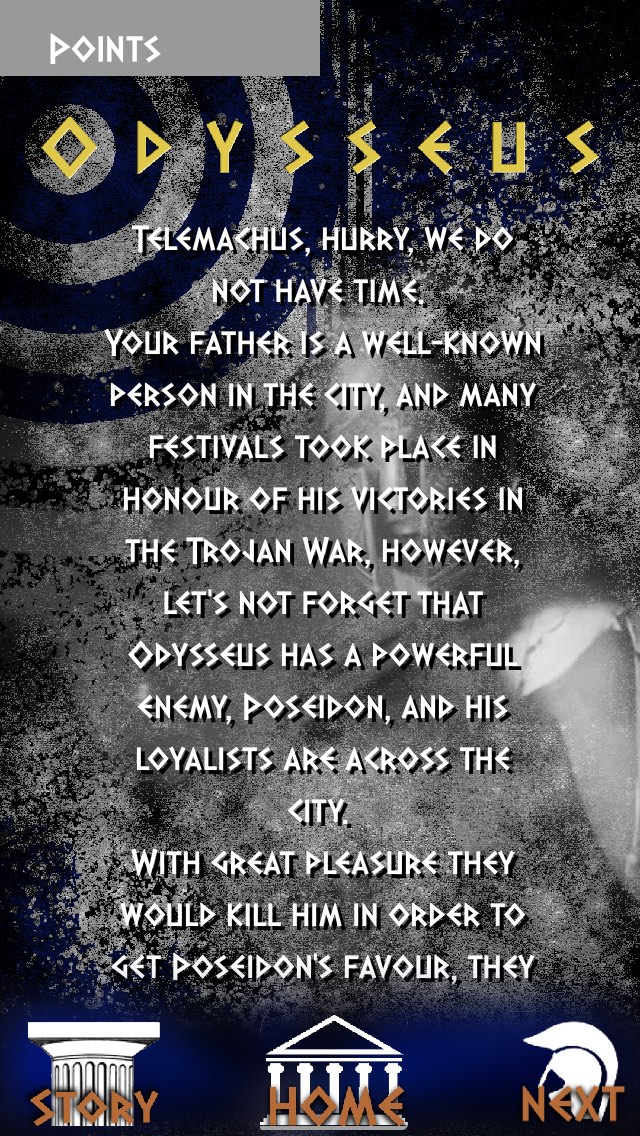 Points
Odysseus
Telemachus, hurry, we do
not have time.
Your father is a well-known
person in the city, and many
festivals took place in
honour of his victories in
the Trojan War, however,
let's not forget that
Odysseus has a powerful
enemy, Poseidon, and his
loyalists are across the
city.
With great pleasure they
would kill him in order to
get Poseidon's favour, they
Story
Home
Next